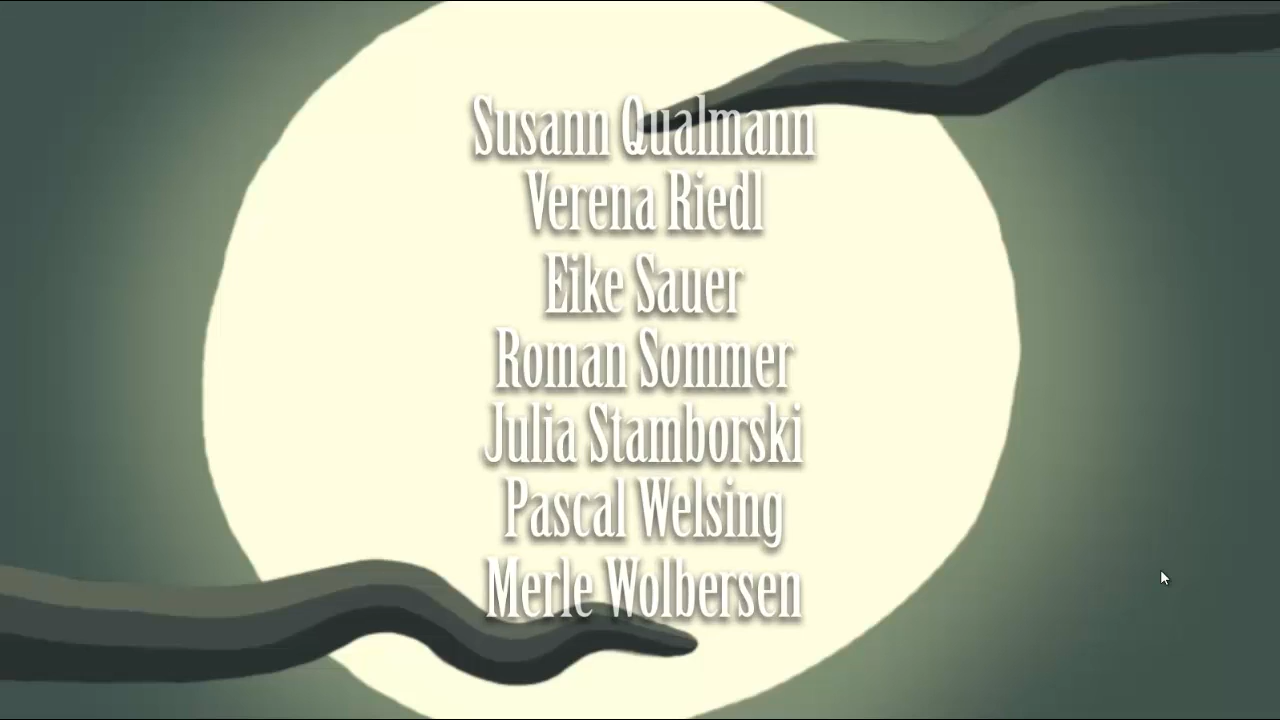 Susann Qualmann
Verena Riedl
Eike Sauer
Roman Sommer
Julia Stamborski
Pascal Welsing
Merle Wolbersen